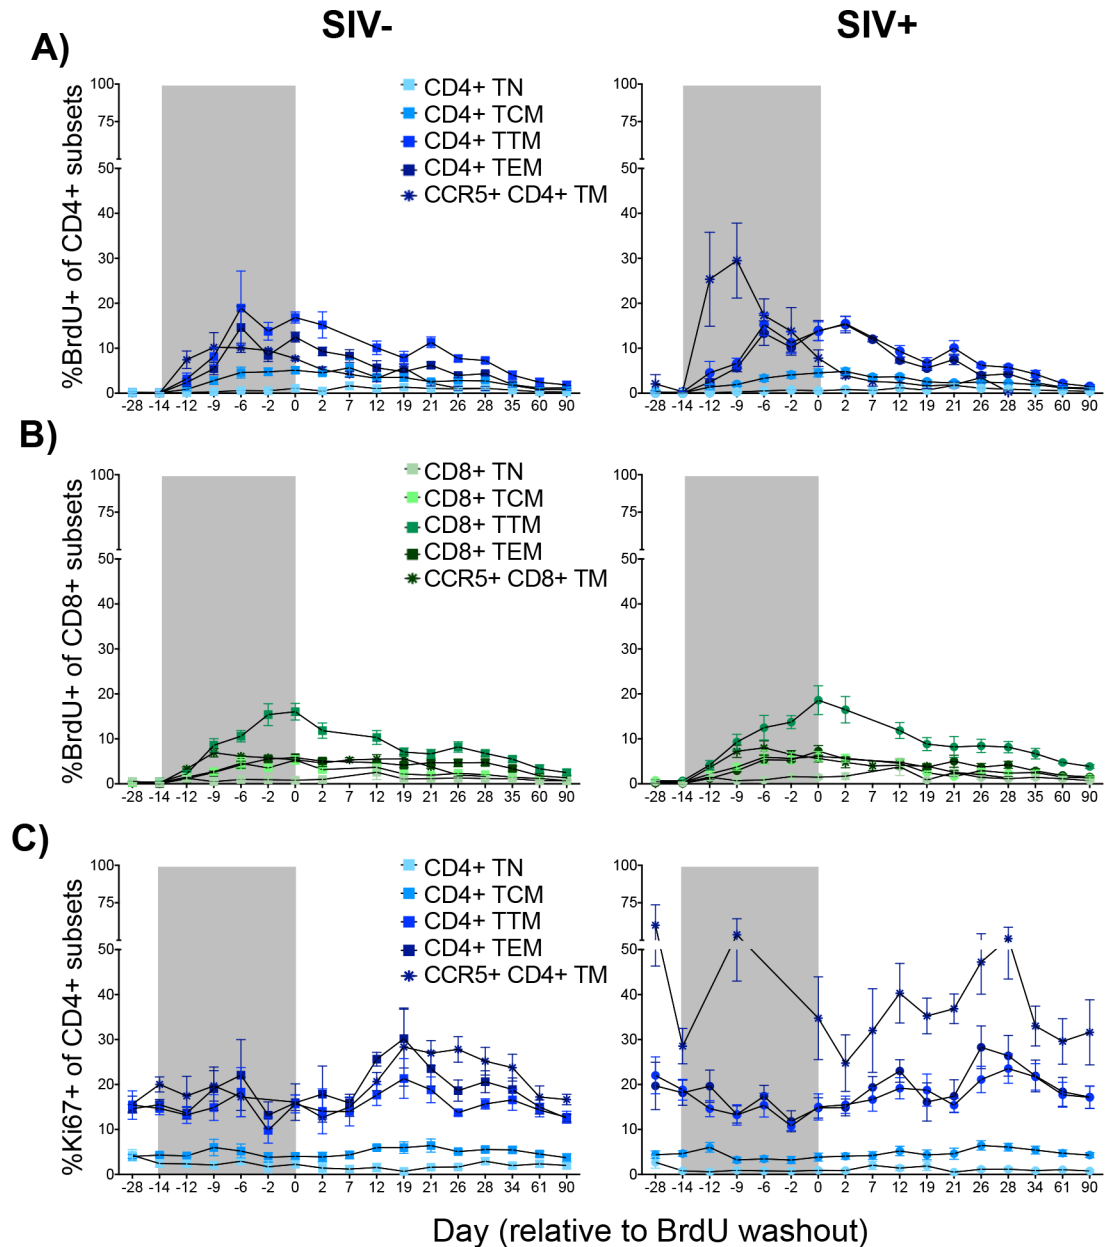 SIV-
SIV+
A)
%BrdU+ of CD4+ subsets
100
75
50
40
30
20
10
0
-28 -14 -12 -9 -6 -2 0 2 7 12 19 21 26 28 35 61 90
CD4+ TN
CD4+ TCM
CD4+ TTM
CD4+ TEM
CCR5+ CD4+ TM
100
75
50
40
30
20
10
0
-28 -14 -12 -9 -6 -2 0 2 7 12 19 21 26 28 35 61 90
B)
%BrdU+ of CD8+ subsets
100
75
50
40
30
20
10
0
-28 -14 -12 -9 -6 -2 0 2 7 12 19 21 26 28 35 61 90
CD8+ TN
CD8+ TCM
CD8+ TTM
CD8+ TEM
CCR5+ CD8+ TM
100
75
50
40
30
20
10
0
-28 -14 -12 -9 -6 -2 0 2 7 12 19 21 26 28 35 61 90
C)
%Ki67+ of CD4+ subsets
100
75
50
40
30
20
10
0
-28 -14 -12 -9 -6 -2 0 2 7 12 19 21 26 28 34 61 90
CD4+ TN
CD4+ TCM
CD4+ TTM
CD4+ TEM
CCR5+ CD4+ TM
100
75
50
40
30
20
10
0
-28 -14 -12 -9 -6 -2 0 2 7 12 19 21 26 28 34 61 90
Day (relative to BrdU washout)